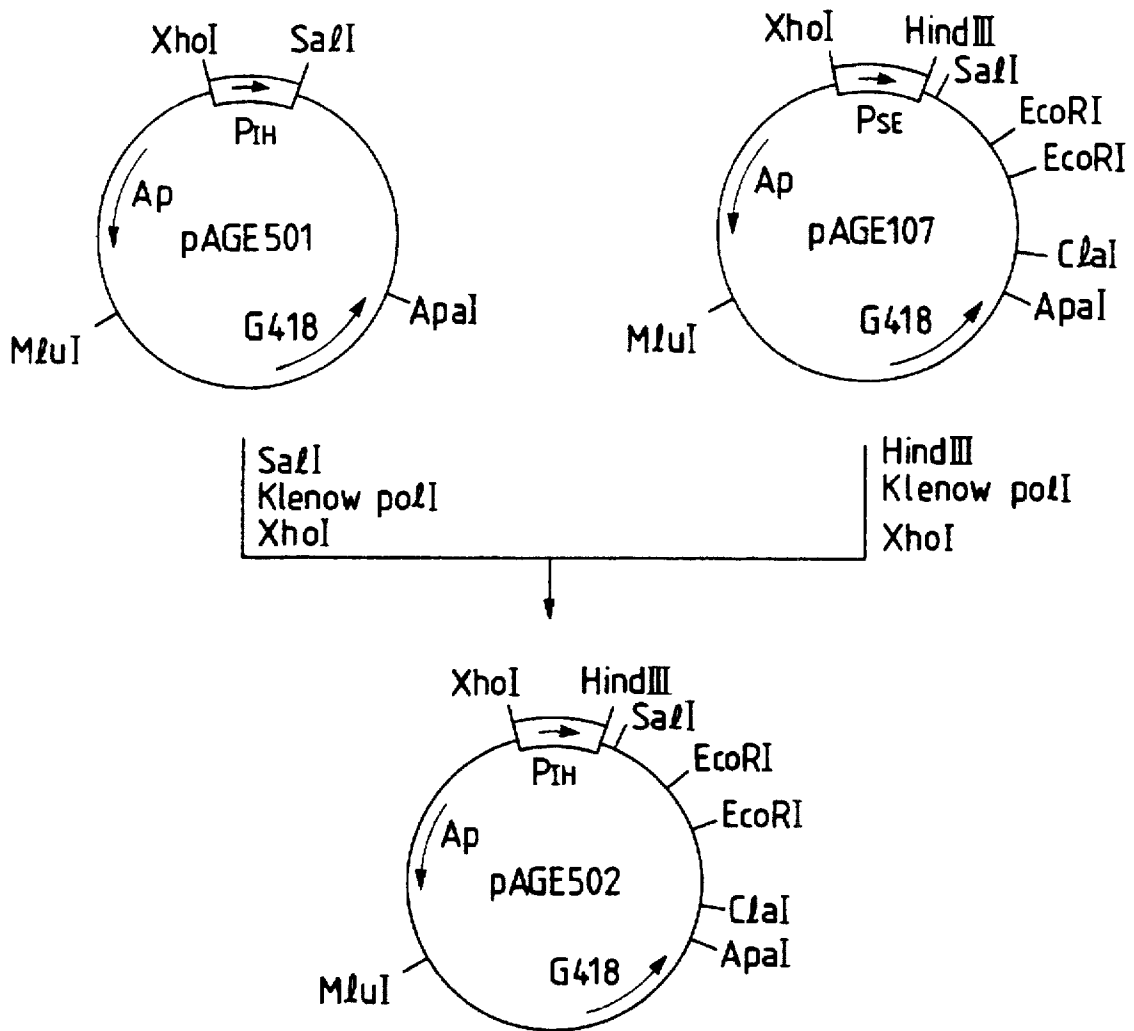 XhoI
SalI
PIH
Ap
pAGE501
G418
ApaI
MluI
XhoI
HindIII
SalI
PSE
EcoRI
EcoRI
Ap
pAGE107
ClaI
ApaI
G418
MluI
SalI
Klenow polI
XhoI
HindIII
Klenow polI
XhoI
XhoI
HindIII
SalI
PIH
EcoRI
EcoRI
Ap
pAGE502
ClaI
ApaI
G418
MluI